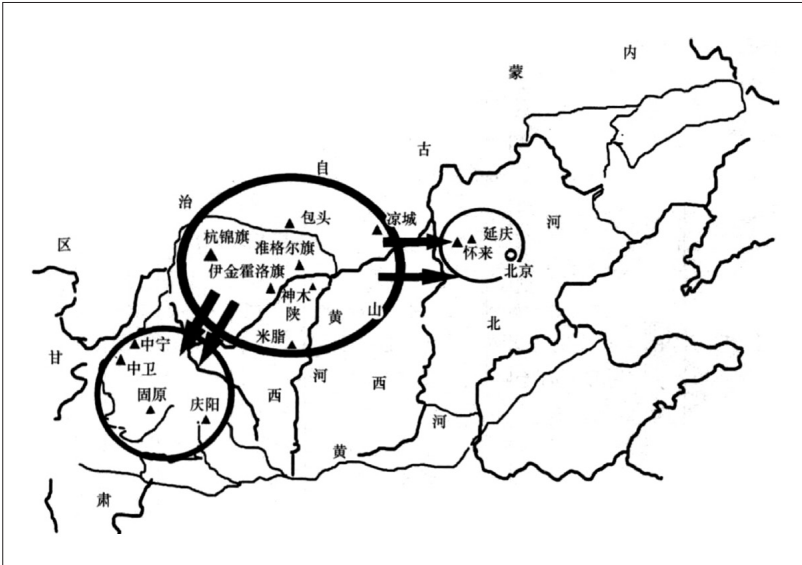 内
蒙
古
自
治
区
包头
凉城
杭锦旗
准格尔旗
伊金霍洛旗
神木
陕
西
米脂
黄
河
山
西
延庆
怀来
北京
河
北
中宁
中卫
固原
庆阳
甘
肃
黄
河